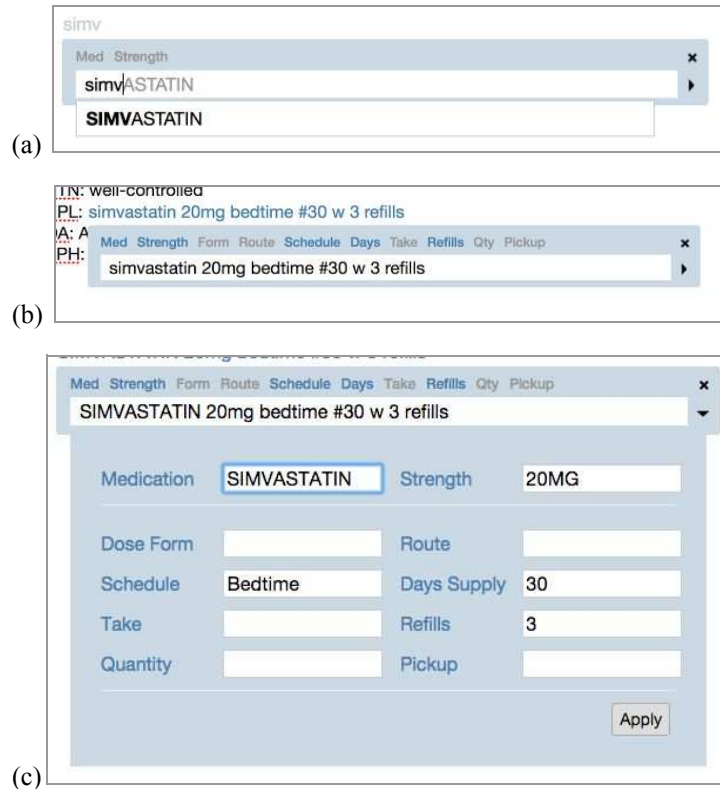 simv
Med Strength ×
simvASTATIN
SIMVASTATIN
(a)
TN: well-controlled
PL: simvastatin 20mg bedtime #30 w 3 refills
A: A
PH:
Med Strength Form Route Schedule Days Take Refills Qty Pickup ×
simvastatin 20mg bedtime #30 w 3 refills
(b)
Med Strength Form Route Schedule Days Take Refills Qty Pickup ×
SIMVASTATIN 20mg bedtime #30 w 3 refills
Medication SIMVASTATIN Strength 20MG
Dose Form Route
Schedule Bedtime Days Supply 30
Take Refills 3
Quantity Pickup
Apply
(c)